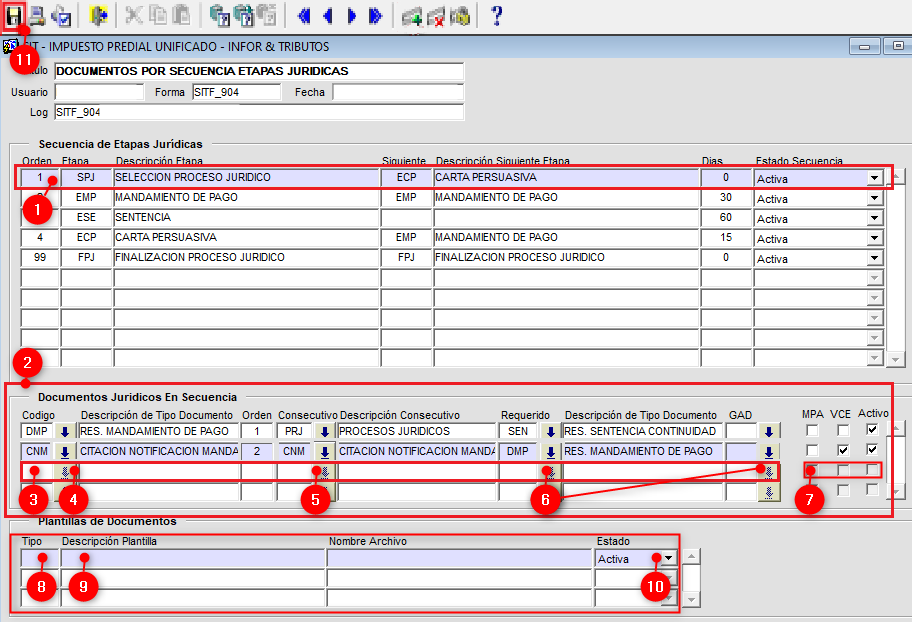 ?
11
SIT - IMPUESTO PREDIAL UNIFICADO - INFOR & TRIBUTOS
DOCUMENTOS POR SECUENCIA ETAPAS JURIDICAS
Usuario Forma SITF_904 Fecha
Log SITF_904
Secuencia de Etapas Jurídicas
Orden Etapa Descripción Etapa Siguiente Descripción Siguiente Etapa Dias Estado Secuencia
1 SPJ SELECCION PROCESO JURIDICO ECP CARTA PERSUASIVA 0 Activa
1
EMP MANDAMIENTO DE PAGO EMP MANDAMIENTO DE PAGO 30 Activa
ESE SENTENCIA 60 Activa
4 ECP CARTA PERSUASIVA EMP MANDAMIENTO DE PAGO 15 Activa
99 FPJ FINALIZACION PROCESO JURIDICO FPJ FINALIZACION PROCESO JURIDICO 0 Activa
2
Documentos Juridicos En Secuencia
Codigo Descripción de Tipo Documento Orden Consecutivo Descripción Consecutivo Requerido Descripción de Tipo Documento GAD MPA VCE Activo
DMP RES. MANDAMIENTO DE PAGO 1 PRJ PROCESOS JURIDICOS SEN RES. SENTENCIA CONTINUIDAD
CNM CITACION NOTIFICACION MANDA 2 CNM CITACION NOTIFICACION MANDA DMP RES. MANDAMIENTO DE PAGO
3 4 5 6 7
Plantillas de Documentos
Tipo Descripción Plantilla Nombre Archivo Estado
Activa
8 9 10